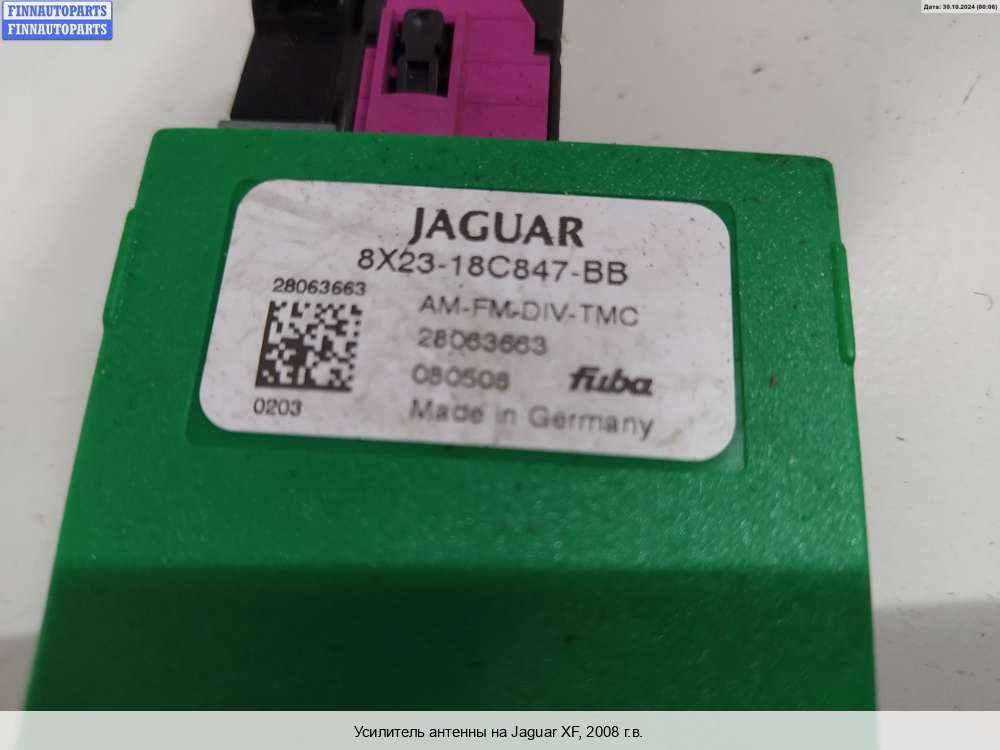 FINNAUTOPARTS
FINNAUTOPARTS
Дата: 30.10.2024 (00:06)
JAGUAR
8X23-18C847-BB
28063663
AM-FM-DIV-TMC
28063663
080508
fuba
0203
Made in Germany
Усилитель антенны на Jaguar XF, 2008 г.в.